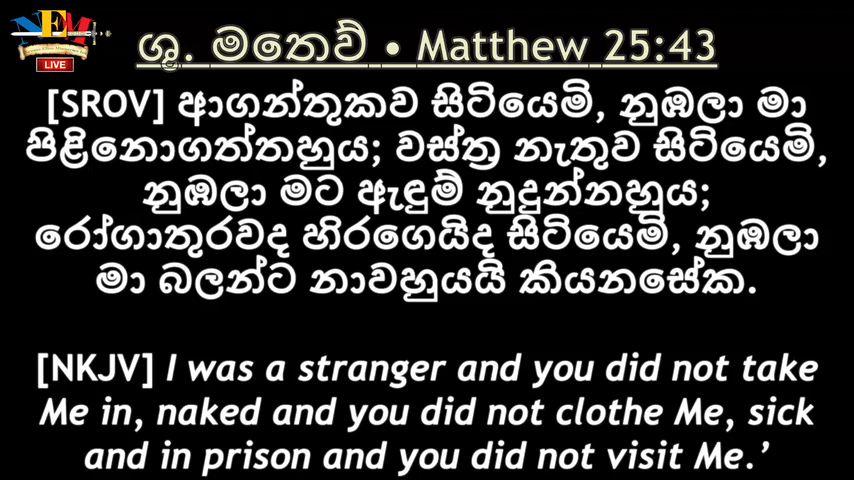 NEM
LIVE
ශු. මතෙව් • Matthew 25:43
[SROV] ආගන්තුකව සිටියෙමි, නුඹලා මා
පිළිනොගත්තහුය; වස්ත්‍ර නැතුව සිටියෙමි,
නුඹලා මට ඇඳුම් නුදුන්නහුය;
රෝගාතුරවද හිරගෙයිද සිටියෙමි, නුඹලා
මා බලන්ට නාවහුයයි කියනසේක.
[NKJV] I was a stranger and you did not take
Me in, naked and you did not clothe Me, sick
and in prison and you did not visit Me.’